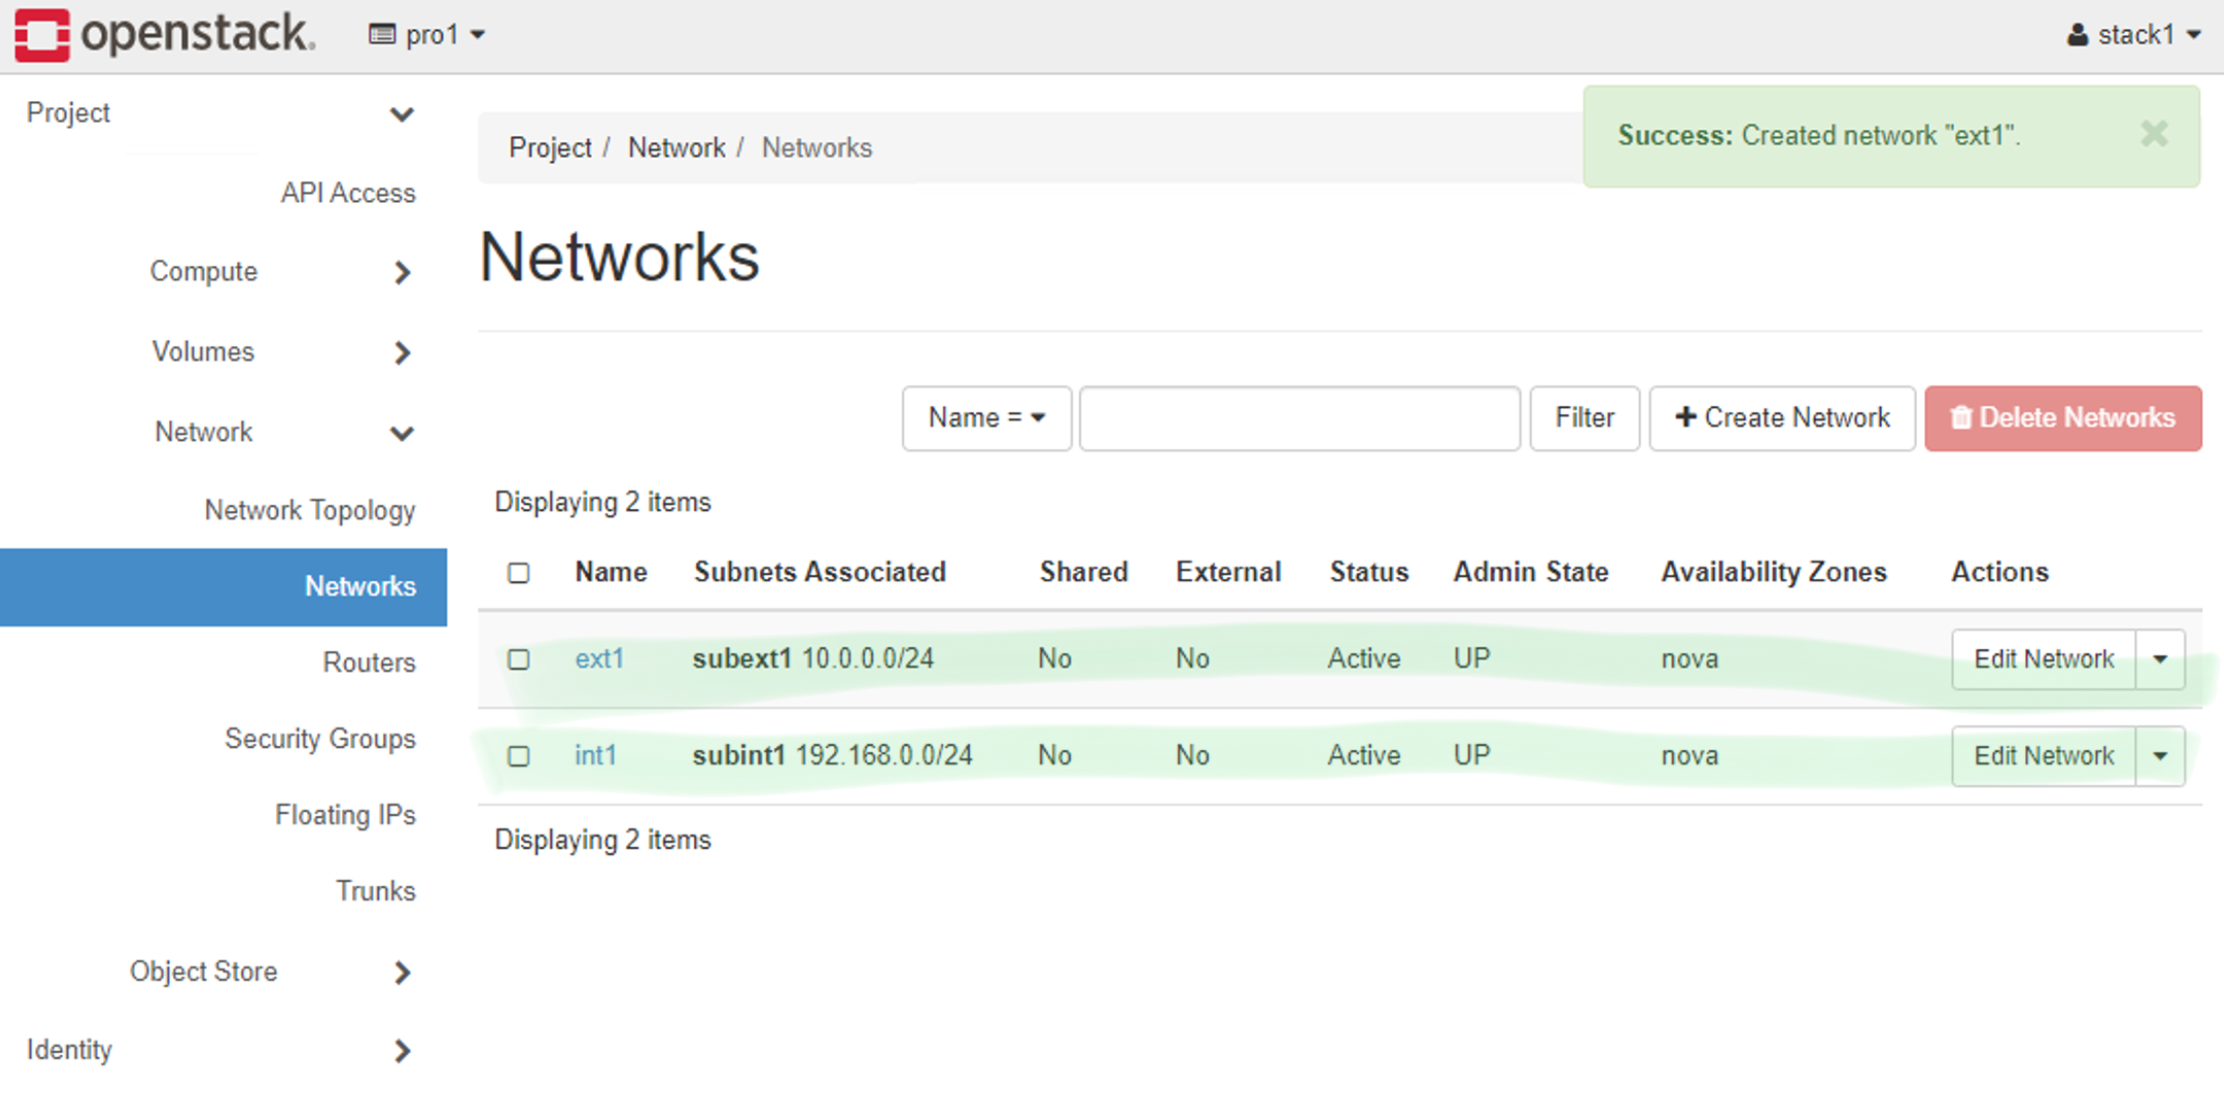 openstack. pro1 stack1
Project
API Access
Compute
Volumes
Network
Network Topology
Networks
Routers
Security Groups
Floating IPs
Trunks
Object Store
Identity
Project / Network / Networks
Success: Created network "ext1".
Networks
Name = Filter Create Network Delete Networks
Displaying 2 items
Name Subnets Associated Shared External Status Admin State Availability Zones Actions
ext1 subext1 10.0.0.0/24 No No Active UP nova Edit Network
int1 subint1 192.168.0.0/24 No No Active UP nova Edit Network
Displaying 2 items